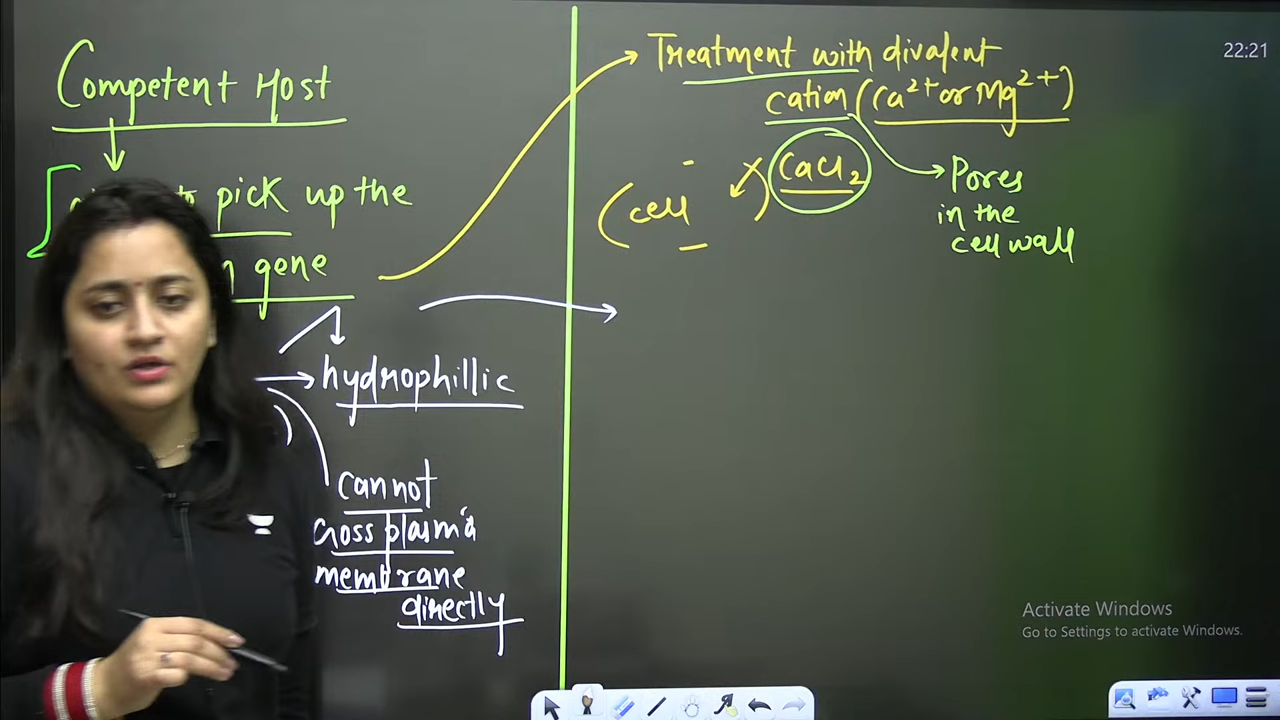 Competent Host
to pick up the
gene
hydrophillic
cannot
cross plasma
membrane
directly
Treatment with divalent
cation (Ca2+ or Mg2+)
(cell ) CaCl2
Pores
in the
cell wall
22:21
Activate Windows
Go to Settings to activate Windows.